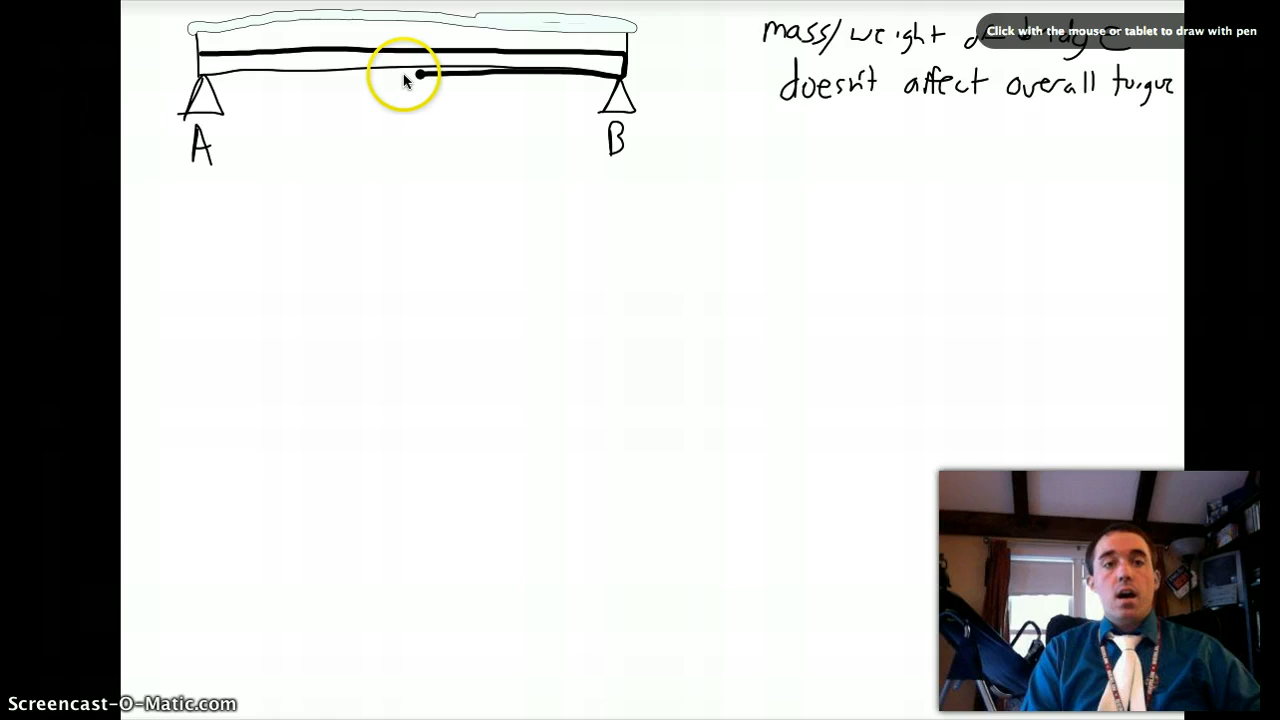 mass/weight
Click with the mouse or tablet to draw with pen
doesn't affect overall torque
A
B
Screencast-O-Matic.com